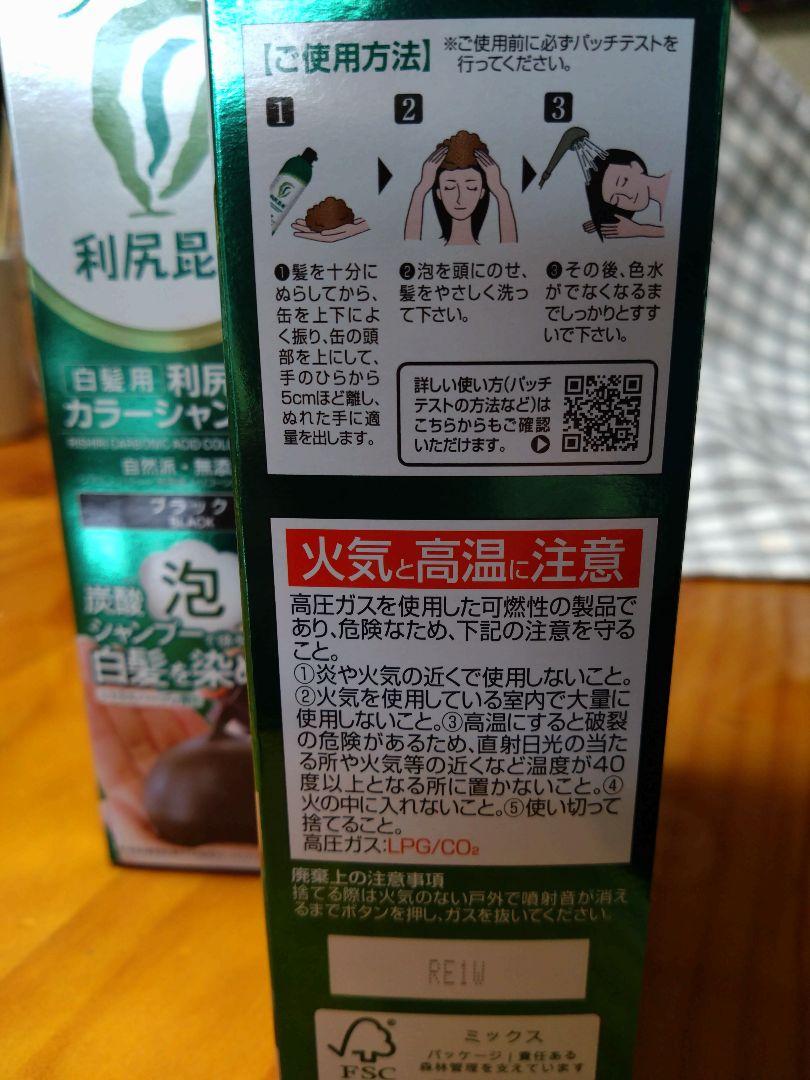 利尻昆
白髪用 利尻
カラーシャン
自然派・無添
ブラック
BLACK
炭酸
泡
シャンプーで
白髪を染め
【ご使用方法】
※ご使用前に必ずパッチテストを
行ってください。
1
2
3
❶髪を十分に
ぬらしてから、
缶を上下によ
く振り、缶の頭
部を上にして、
手のひらから
5cmほど離し、
ぬれた手に適
量を出します。
❷泡を頭にのせ、
髪をやさしく洗っ
て下さい。
❸その後、色水
がでなくなるま
でしっかりとすす
いで下さい。
詳しい使い方(パッチ
テストの方法など)は
こちらからもご確認
いただけます。
火気と高温に注意
高圧ガスを使用した可燃性の製品で
あり、危険なため、下記の注意を守る
こと。
①炎や火気の近くで使用しないこと。
②火気を使用している室内で大量に
使用しないこと。③高温にすると破裂
の危険があるため、直射日光の当た
る所や火気等の近くなど温度が40
度以上となる所に置かないこと。④
火の中に入れないこと。⑤使い切って
捨てること。
高圧ガス:LPG/CO₂
廃棄上の注意事項
捨てる際は火気のない戸外で噴射音が消え
るまでボタンを押し、ガスを抜いてください。
RE1W
FSC
ミックス
パッケージ|責任ある
森林管理を支えています